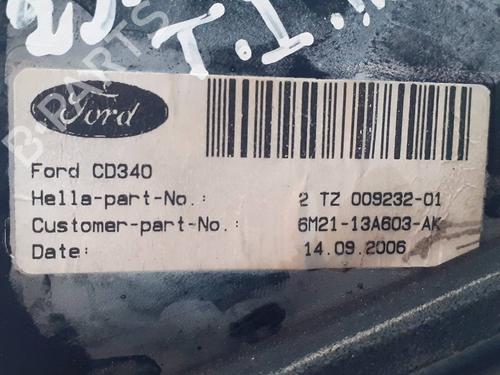 B-PARTS
T.I.
Ford
Ford CD340
Hella-part-No.: 2 TZ 009232-01
Customer-part-No.: 6M21-13A603-AK
Date: 14.09.2006